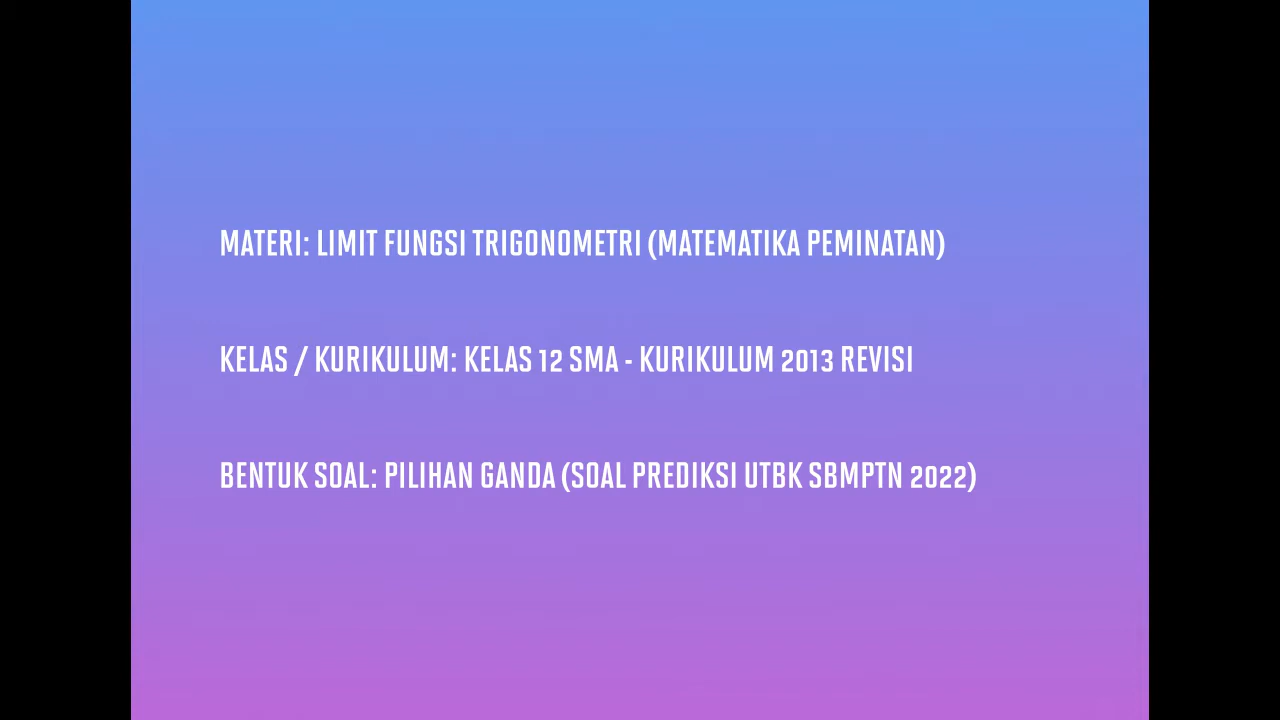 MATERI: LIMIT FUNGSI TRIGONOMETRI (MATEMATIKA PEMINATAN)
KELAS / KURIKULUM: KELAS 12 SMA - KURIKULUM 2013 REVISI
BENTUK SOAL: PILIHAN GANDA (SOAL PREDIKSI UTBK SBMPTN 2022)